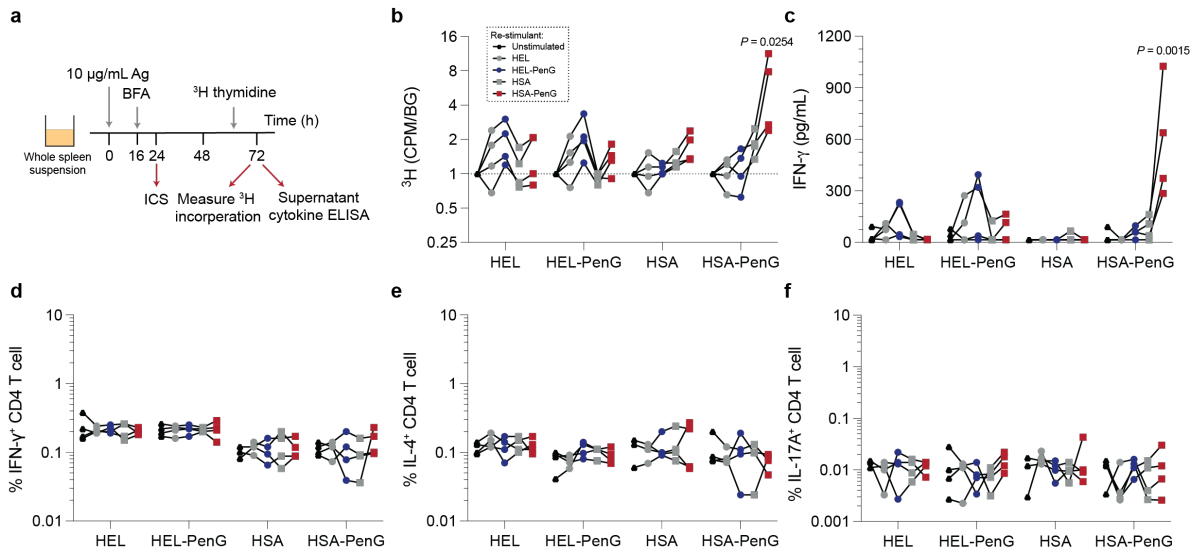 a
10 µg/mL Ag
BFA
³H thymidine
Time (h)
Whole spleen
suspension
0
16
24
48
72
ICS
Measure ³H
incorperation
Supernatant
cytokine ELISA
b
³H (CPM/BG)
16
8
4
2
1
0.5
0.25
Re-stimulant:
Unstimulated
HEL
HEL-PenG
HSA
HSA-PenG
P = 0.0254
HEL
HEL-PenG
HSA
HSA-PenG
c
IFN-γ (pg/mL)
1200
900
600
300
0
P = 0.0015
HEL
HEL-PenG
HSA
HSA-PenG
d
% IFN-γ⁺ CD4 T cell
10
1
0.1
0.01
HEL
HEL-PenG
HSA
HSA-PenG
e
% IL-4⁺ CD4 T cell
10
1
0.1
0.01
HEL
HEL-PenG
HSA
HSA-PenG
f
% IL-17A⁺ CD4 T cell
10
1
0.1
0.01
0.001
HEL
HEL-PenG
HSA
HSA-PenG